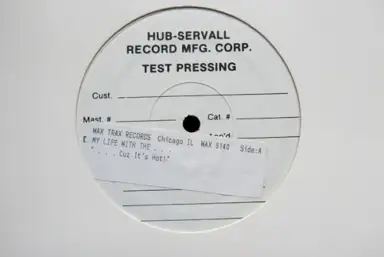 HUB-SERVALL
RECORD MFG. CORP.
TEST PRESSING
Cust.
Mast. # Cat. #
WAX TRAX RECORDS Chicago IL WAX 9140 Side:A
MY LIFE WITH THE . . .
" . . . Cuz It's Hot!"